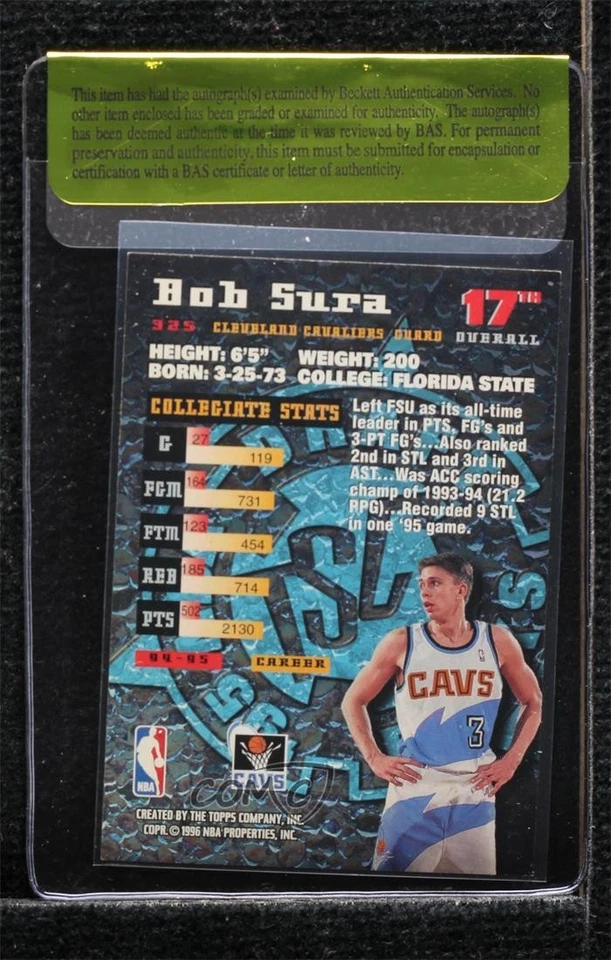 This item has had the autograph(s) examined by Beckett Authentication Services. No
other item enclosed has been graded or examined for authenticity. The autograph(s)
has been deemed authentic at the time it was reviewed by BAS. For permanent
preservation and authenticity, this item must be submitted for encapsulation or
certification with a BAS certificate or letter of authenticity.
Bob Sura
17TH
325 CLEVELAND CAVALIERS GUARD OVERALL
HEIGHT: 6'5" WEIGHT: 200
BORN: 3-25-73 COLLEGE: FLORIDA STATE
COLLEGIATE STATS
G 27 119
FGM 164 731
FTM 123 454
REB 185 714
PTS 502 2130
94-95 CAREER
Left FSU as its all-time
leader in PTS, FG's and
3-PT FG's...Also ranked
2nd in STL and 3rd in
AST...Was ACC scoring
champ of 1993-94 (21.2
PPG)...Recorded 9 STL
in one '95 game.
CAVS
3
NBA
CAVS
COMC
CREATED BY THE TOPPS COMPANY, INC.
COPR. © 1996 NBA PROPERTIES, INC.